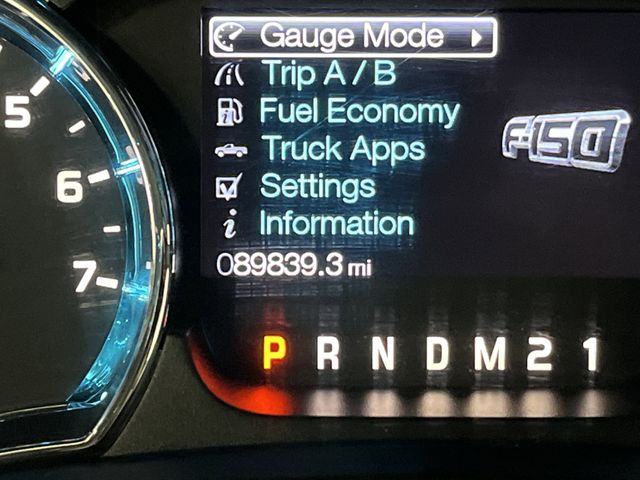 Gauge Mode
Trip A / B
Fuel Economy
Truck Apps
Settings
Information
F-150
089839.3 mi
5
6
7
P R N D M 2 1